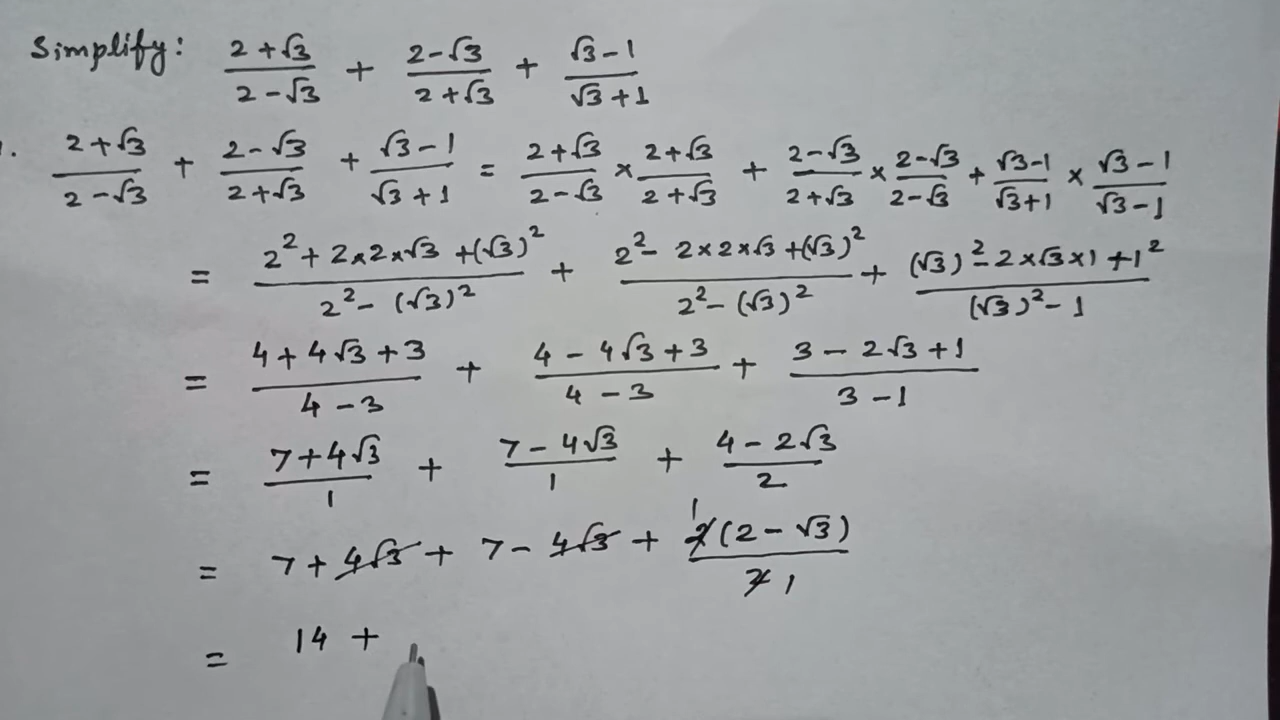 Simplify: (2+√3)/(2-√3) + (2-√3)/(2+√3) + (√3-1)/(√3+1)
. (2+√3)/(2-√3) + (2-√3)/(2+√3) + (√3-1)/(√3+1) = (2+√3)/(2-√3) × (2+√3)/(2+√3) + (2-√3)/(2+√3) × (2-√3)/(2-√3) + (√3-1)/(√3+1) × (√3-1)/(√3-1)
= (2²+2×2×√3+(√3)²)/(2²-(√3)²) + (2²-2×2×√3+(√3)²)/(2²-(√3)²) + ((√3)²-2×√3×1+1²)/((√3)²-1)
= (4+4√3+3)/(4-3) + (4-4√3+3)/(4-3) + (3-2√3+1)/(3-1)
= (7+4√3)/1 + (7-4√3)/1 + (4-2√3)/2
= 7+4√3 + 7-4√3 + 1 2(2-√3)/2 1
= 14 +